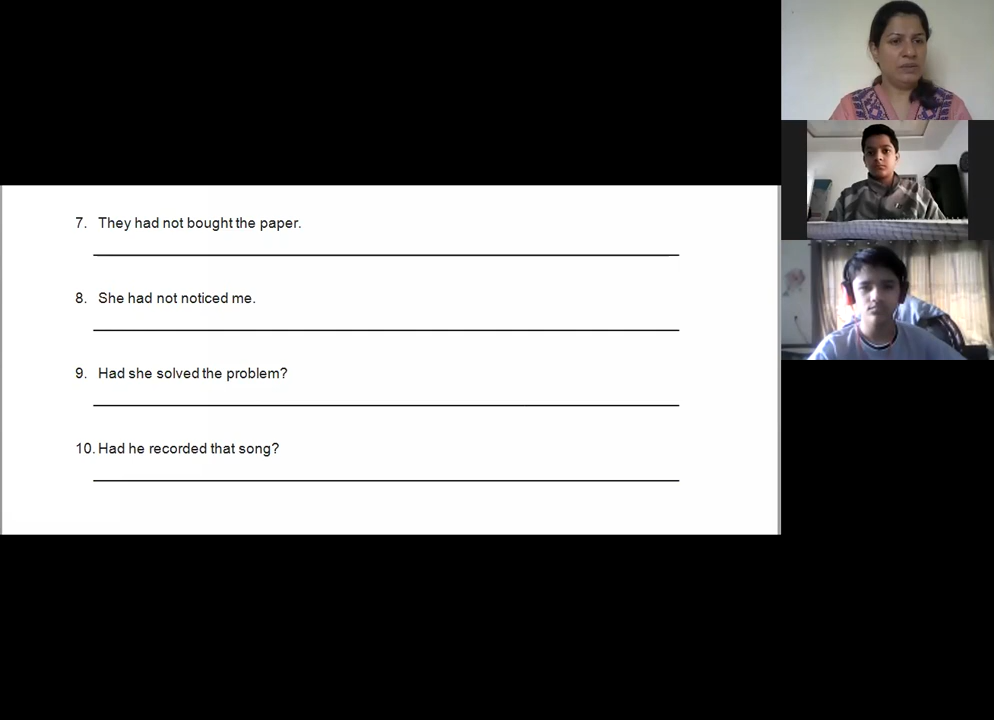 7. They had not bought the paper.
8. She had not noticed me.
9. Had she solved the problem?
10. Had he recorded that song?